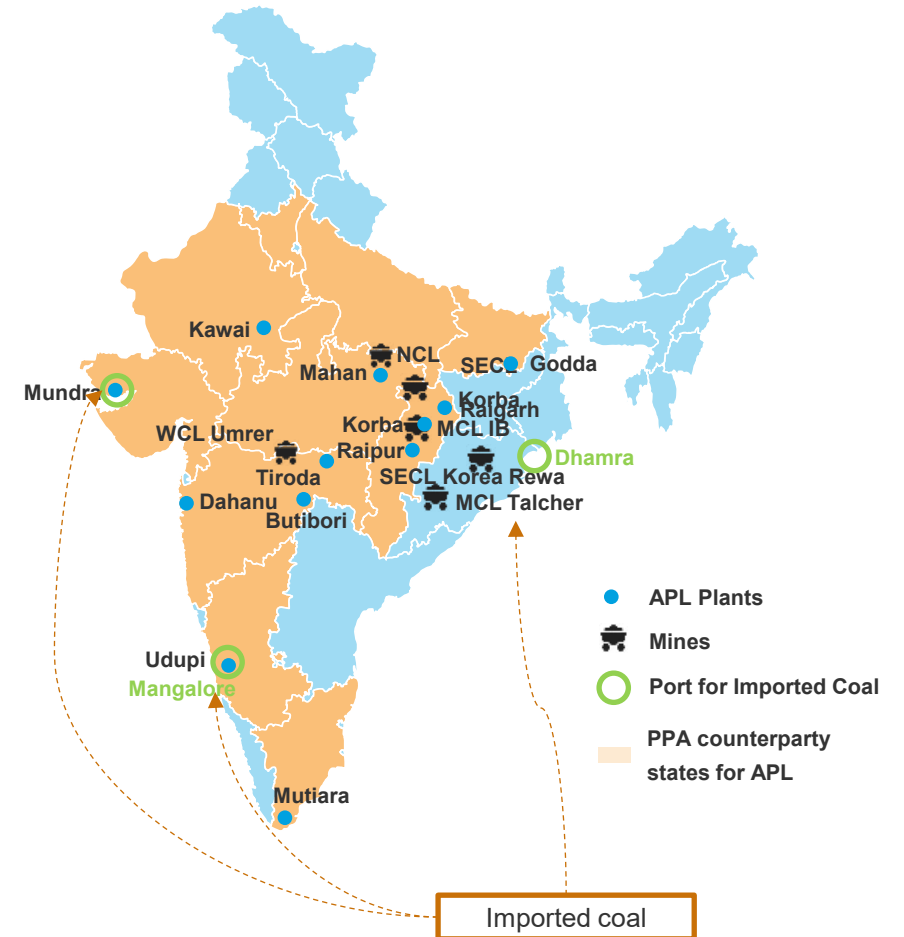 Kawai
NCL
Mahan
SECL
Godda
Mundra
Korba
Raigarh
Korba
MCL IB
WCL Umrer
Raipur
Dhamra
Tiroda
SECL Korea Rewa
Dahanu
MCL Talcher
Butibori
APL Plants
Mines
Udupi
Mangalore
Port for Imported Coal
PPA counterparty
states for APL
Mutiara
Imported coal